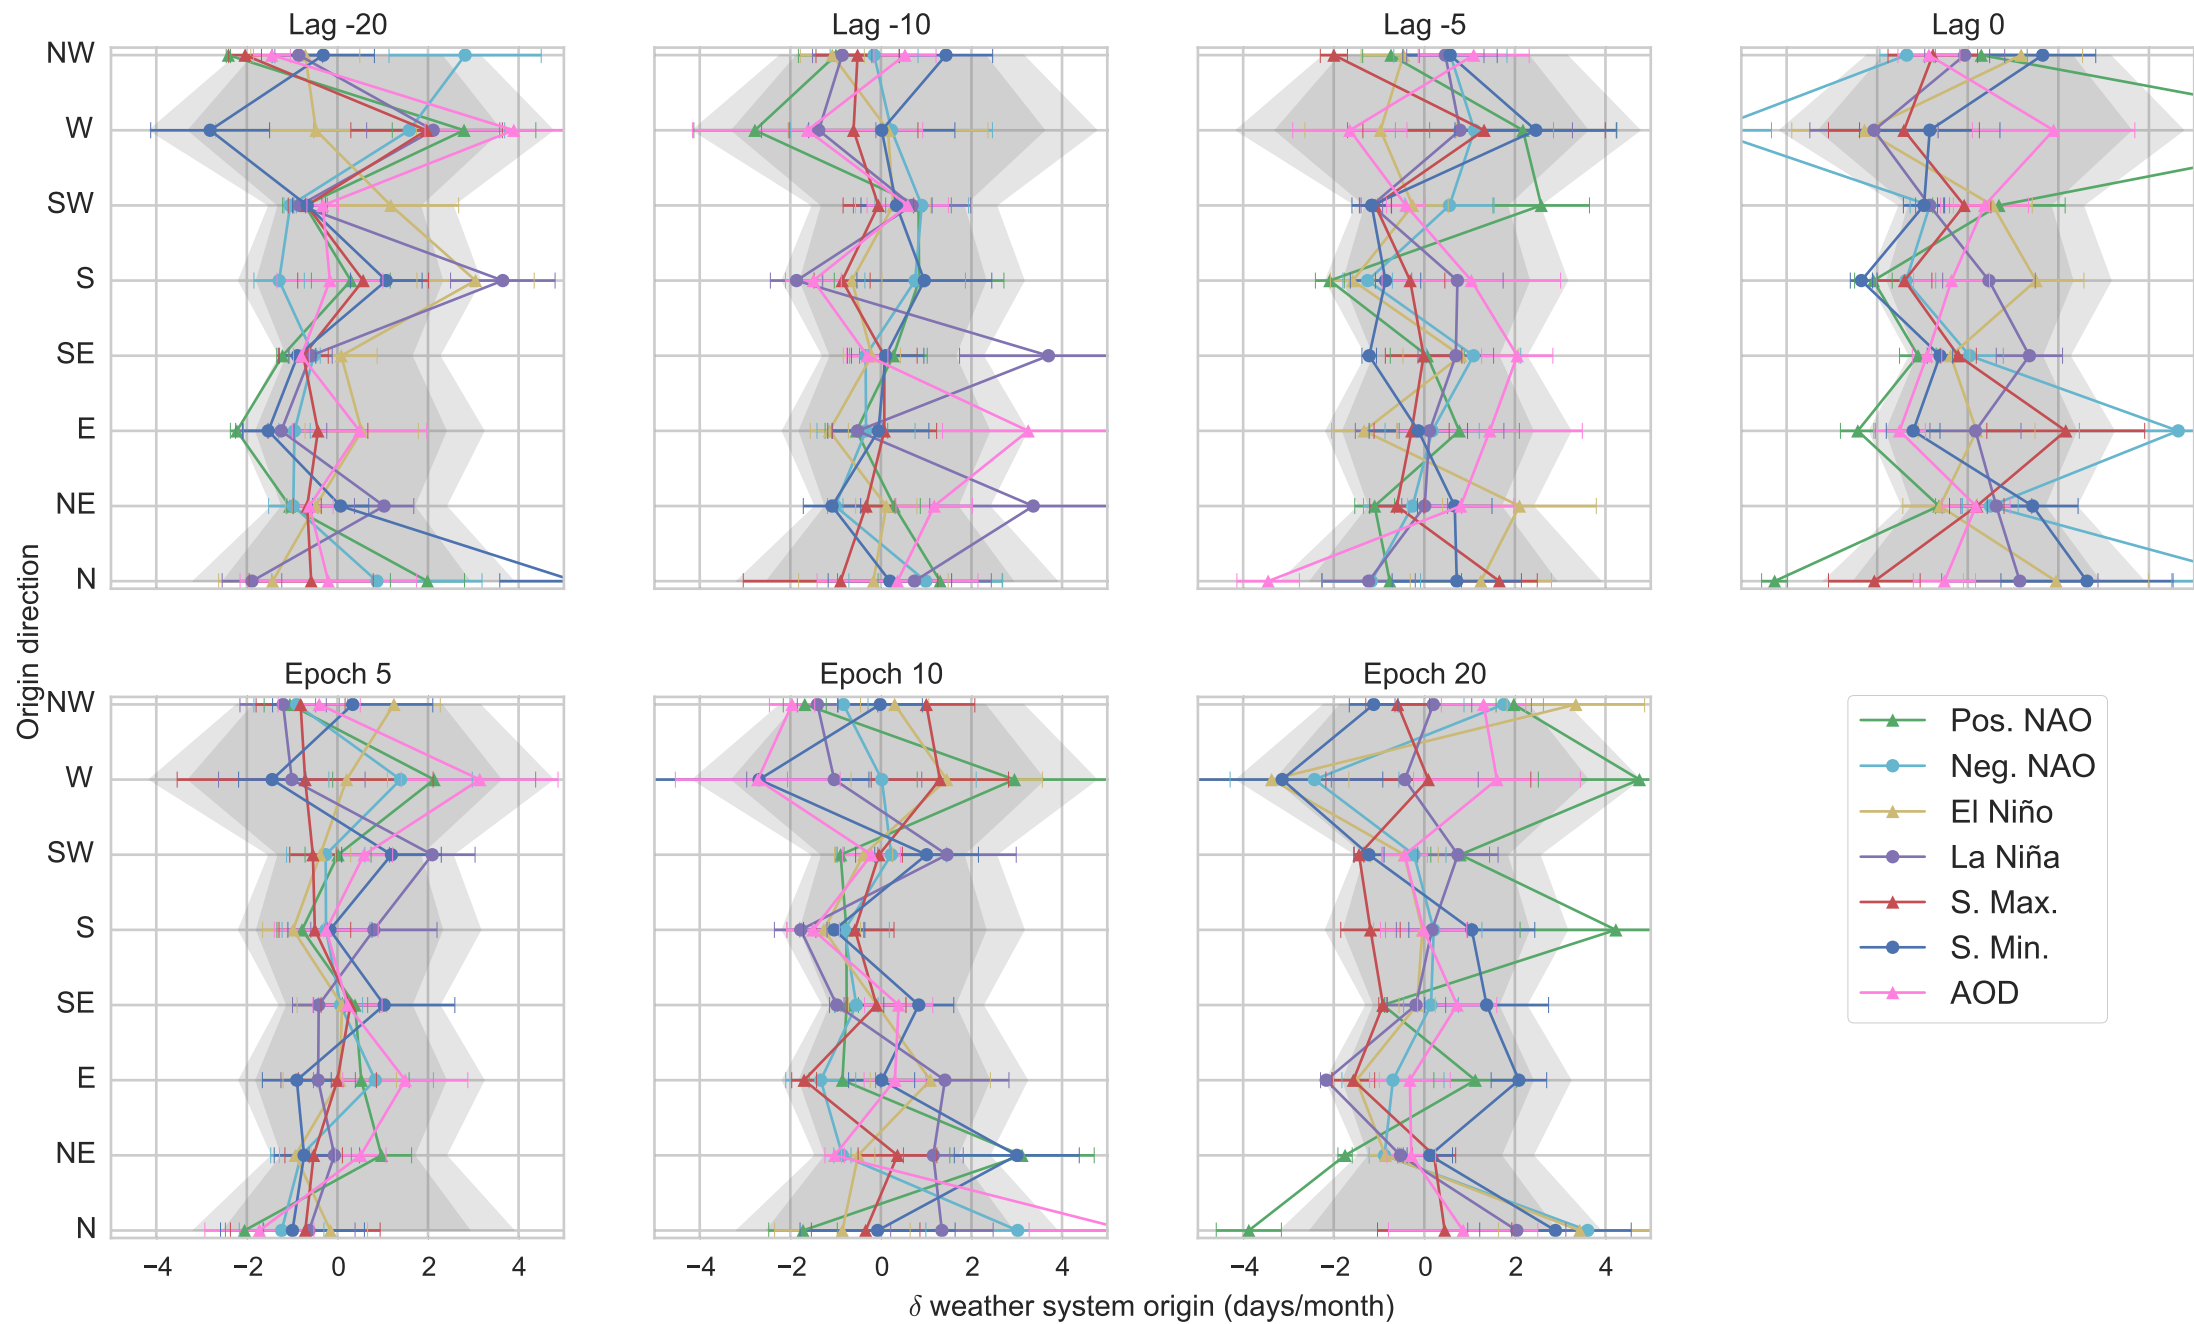 Lag -20
Lag -10
Lag -5
Lag 0
NW
W
SW
S
SE
E
NE
N
Origin direction
Epoch 5
Epoch 10
Epoch 20
NW
W
SW
S
SE
E
NE
N
−4 −2 0 2 4
−4 −2 0 2 4
−4 −2 0 2 4
δ weather system origin (days/month)
Pos. NAO
Neg. NAO
El Niño
La Niña
S. Max.
S. Min.
AOD